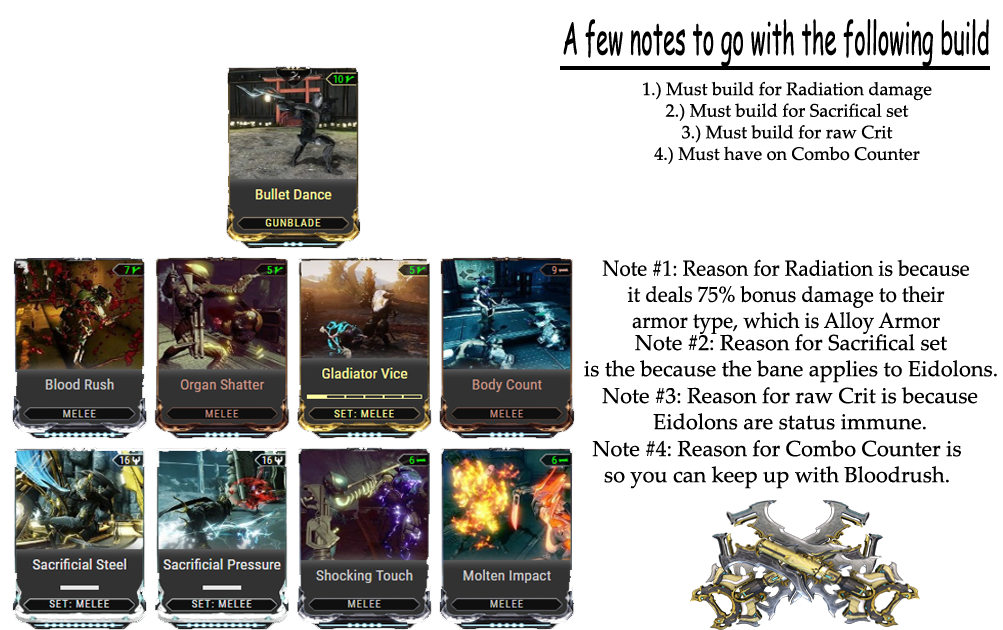 A few notes to go with the following build
1.) Must build for Radiation damage
2.) Must build for Sacrifical set
3.) Must build for raw Crit
4.) Must have on Combo Counter
10
Bullet Dance
GUNBLADE
7
5
5
9
Blood Rush
Organ Shatter
Gladiator Vice
Body Count
MELEE
MELEE
SET: MELEE
MELEE
16
16
6
6
Sacrificial Steel
Sacrificial Pressure
Shocking Touch
Molten Impact
SET: MELEE
SET: MELEE
MELEE
MELEE
Note #1: Reason for Radiation is because
it deals 75% bonus damage to their
armor type, which is Alloy Armor
Note #2: Reason for Sacrifical set
is the because the bane applies to Eidolons.
Note #3: Reason for raw Crit is because
Eidolons are status immune.
Note #4: Reason for Combo Counter is
so you can keep up with Bloodrush.